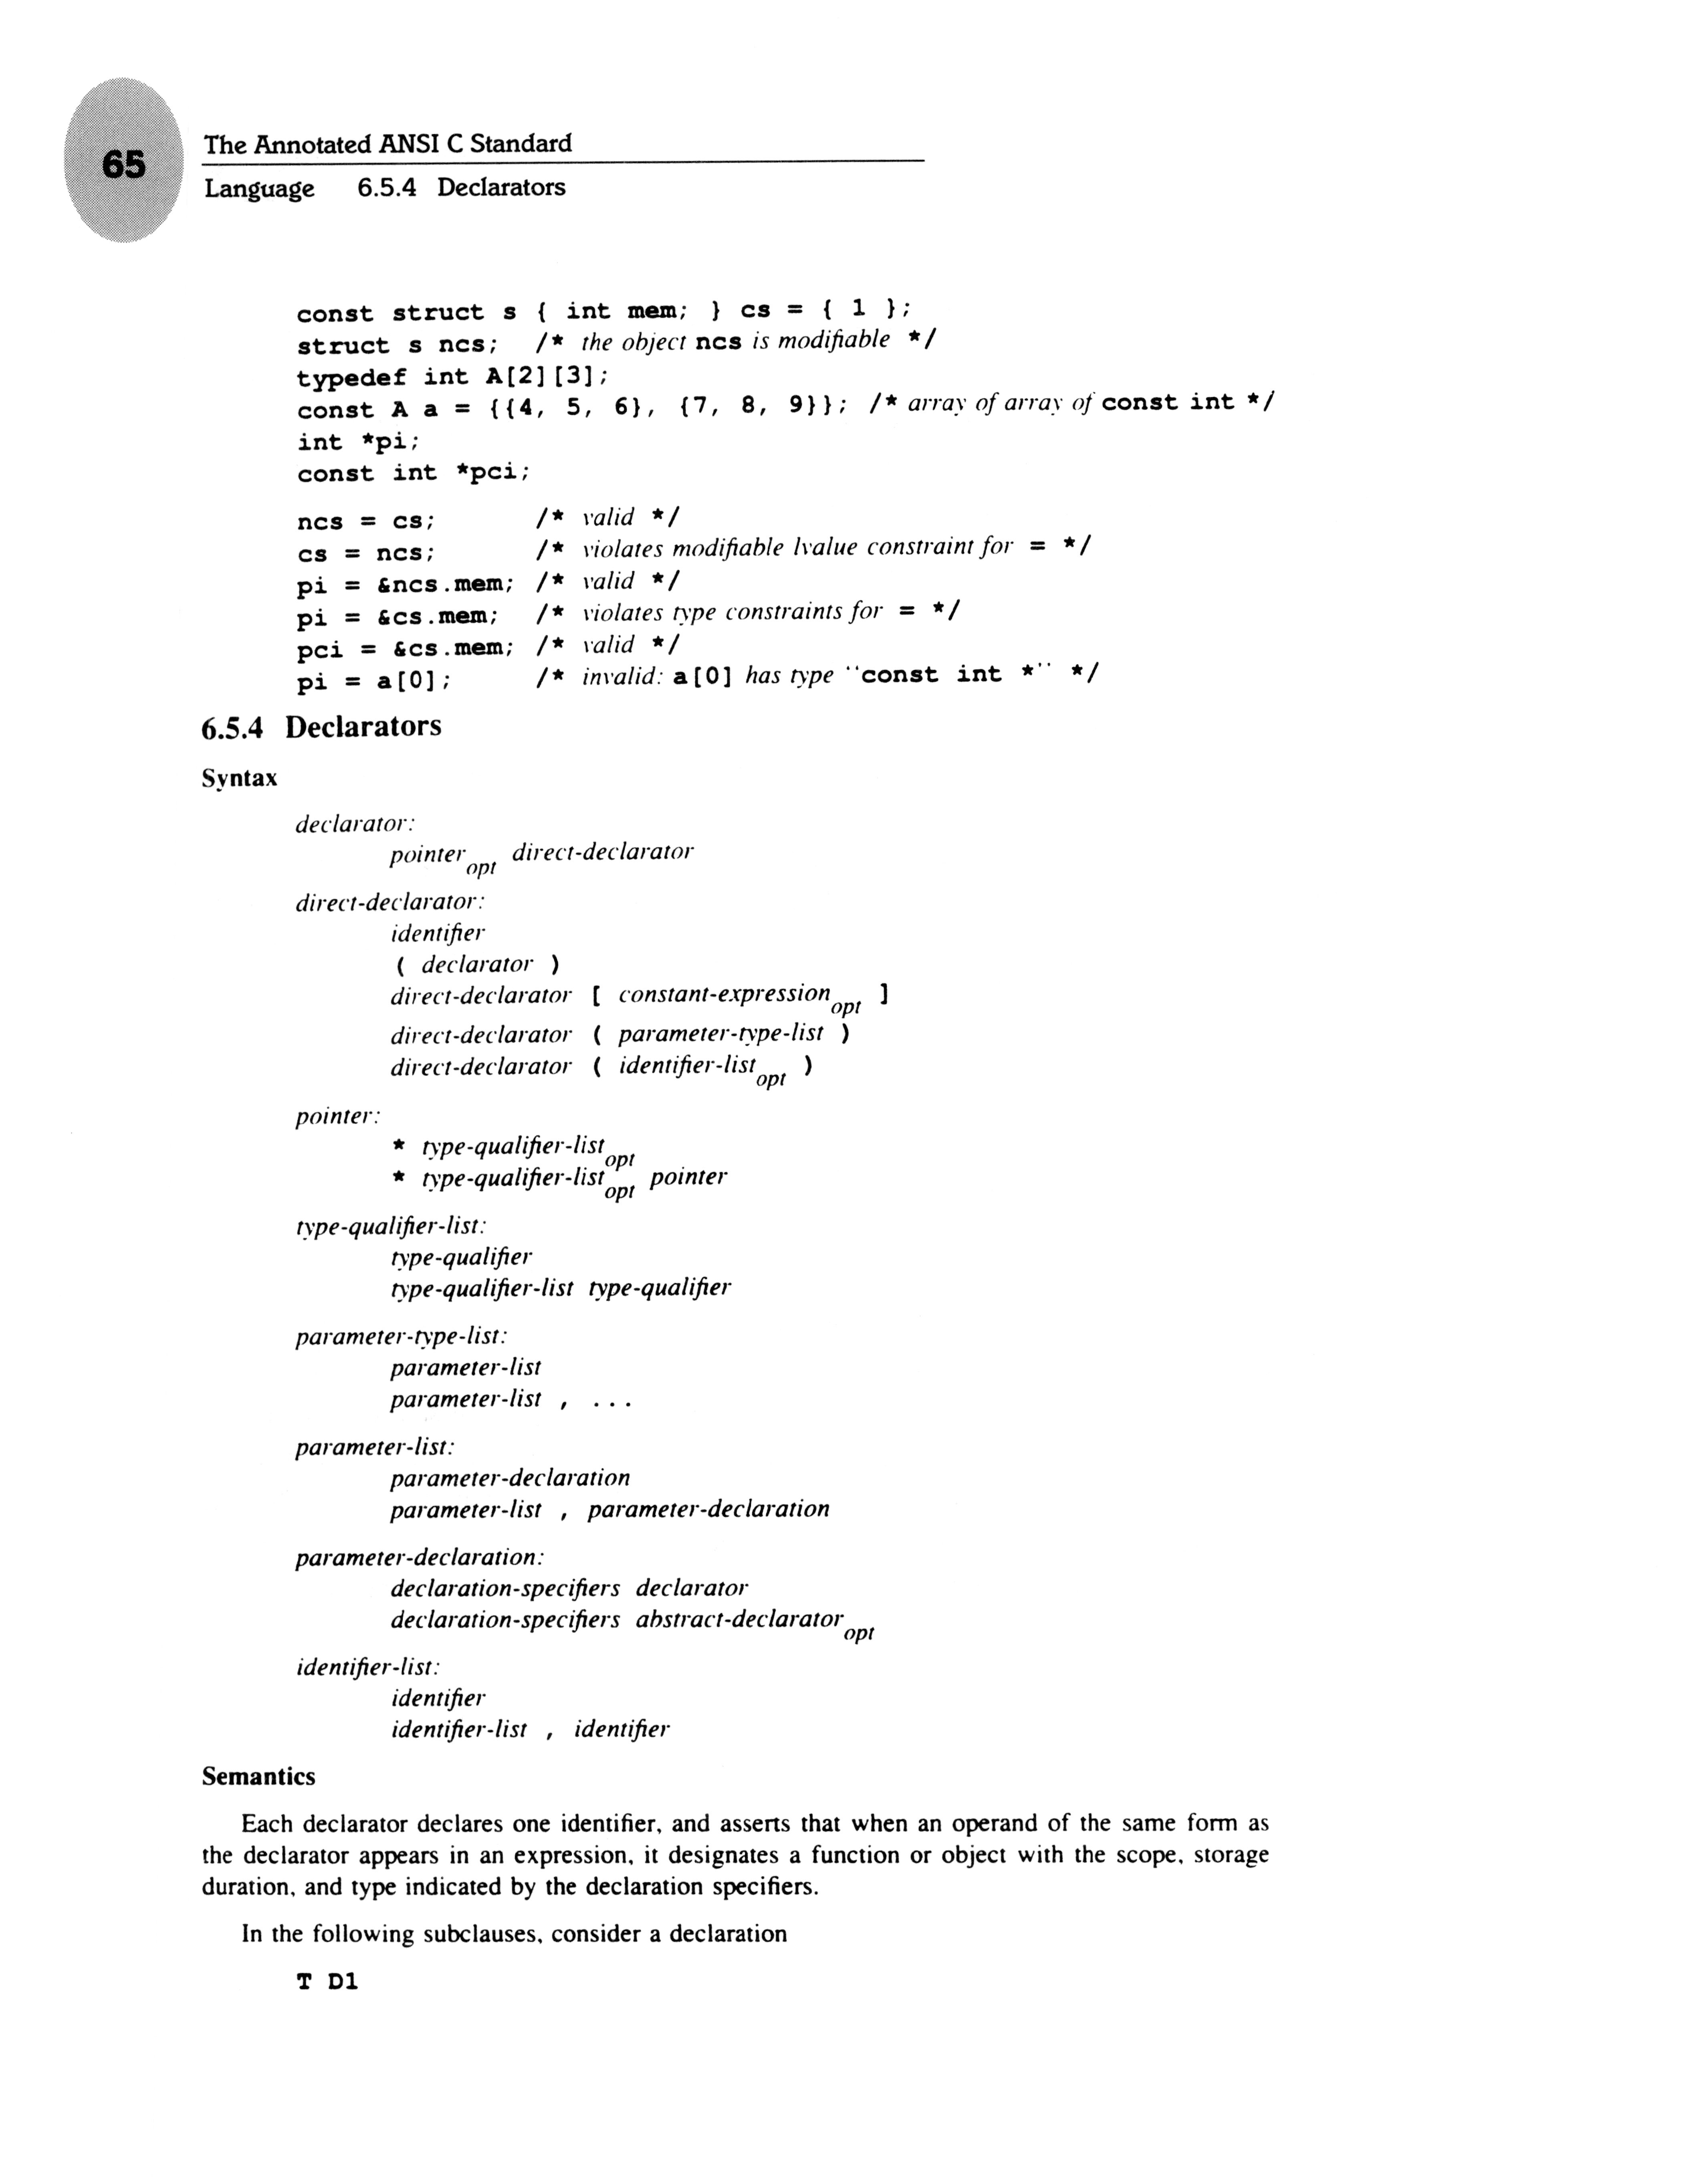 65
The Annotated ANSI C Standard
Language 6.5.4 Declarators
const struct s { int mem; } cs = { 1 };
struct s ncs; /* the object ncs is modifiable */
typedef int A[2][3];
const A a = {{4, 5, 6}, {7, 8, 9}}; /* array of array of const int */
int *pi;
const int *pci;
ncs = cs; /* valid */
cs = ncs; /* violates modifiable lvalue constraint for = */
pi = &ncs.mem; /* valid */
pi = &cs.mem; /* violates type constraints for = */
pci = &cs.mem; /* valid */
pi = a[0]; /* invalid: a[0] has type ``const int *'' */
6.5.4 Declarators
Syntax
declarator:
pointer opt direct-declarator
direct-declarator:
identifier
( declarator )
direct-declarator [ constant-expression opt ]
direct-declarator ( parameter-type-list )
direct-declarator ( identifier-list opt )
pointer:
* type-qualifier-list opt
* type-qualifier-list opt pointer
type-qualifier-list:
type-qualifier
type-qualifier-list type-qualifier
parameter-type-list:
parameter-list
parameter-list , ...
parameter-list:
parameter-declaration
parameter-list , parameter-declaration
parameter-declaration:
declaration-specifiers declarator
declaration-specifiers abstract-declarator opt
identifier-list:
identifier
identifier-list , identifier
Semantics
Each declarator declares one identifier, and asserts that when an operand of the same form as
the declarator appears in an expression, it designates a function or object with the scope, storage
duration, and type indicated by the declaration specifiers.
In the following subclauses, consider a declaration
T D1